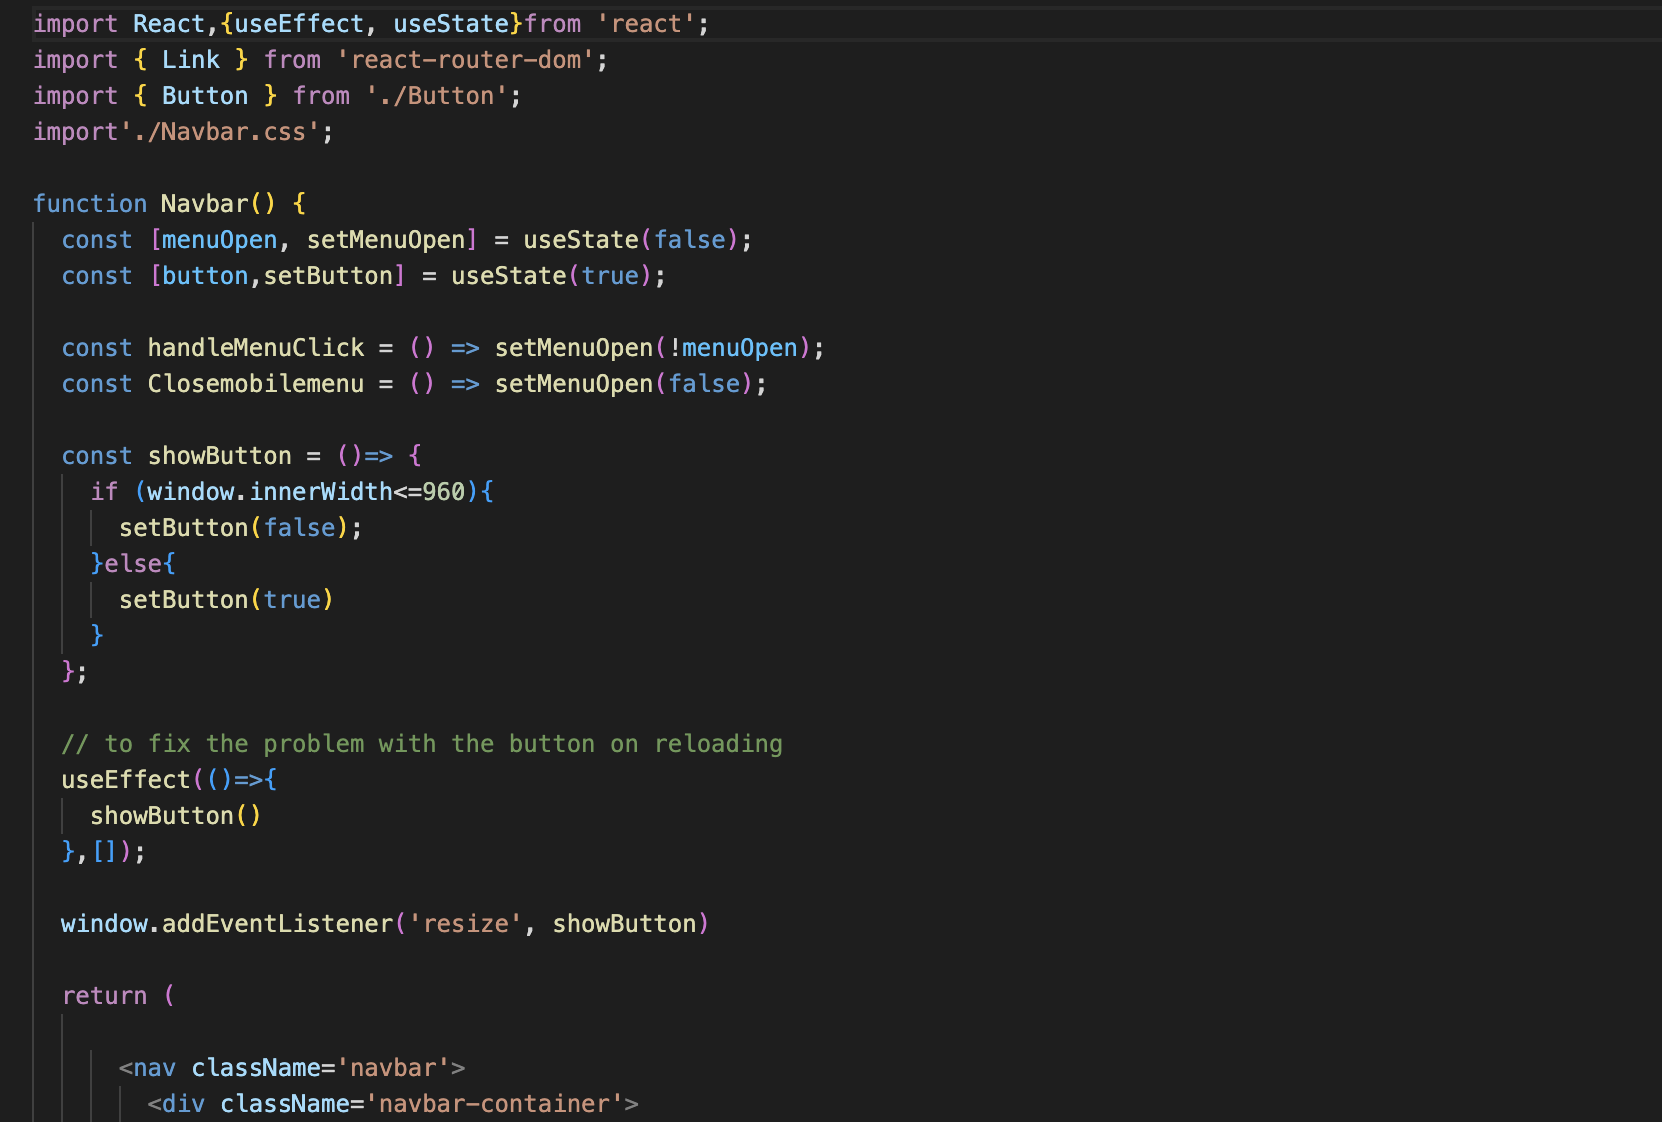 import React,{useEffect, useState}from 'react';
import { Link } from 'react-router-dom';
import { Button } from './Button';
import'./Navbar.css';

function Navbar() {
  const [menuOpen, setMenuOpen] = useState(false);
  const [button,setButton] = useState(true);

  const handleMenuClick = () => setMenuOpen(!menuOpen);
  const Closemobilemenu = () => setMenuOpen(false);

  const showButton = ()=> {
    if (window.innerWidth<=960){
      setButton(false);
    }else{
      setButton(true)
    }
  };

  // to fix the problem with the button on reloading
  useEffect(()=>{
    showButton()
  },[]);

  window.addEventListener('resize', showButton)

  return (

      <nav className='navbar'>
        <div className='navbar-container'>